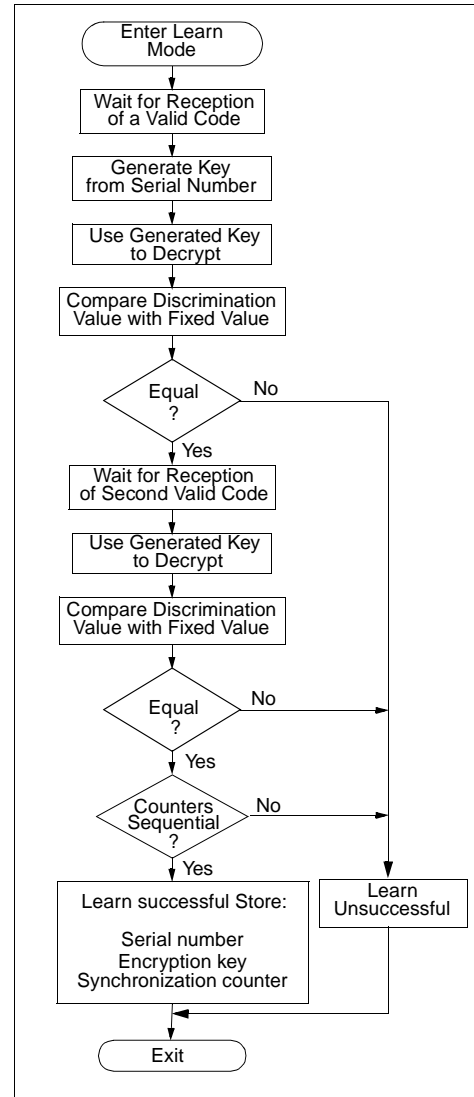 Enter Learn
Mode
Wait for Reception
of a Valid Code
Generate Key
from Serial Number
Use Generated Key
to Decrypt
Compare Discrimination
Value with Fixed Value
Equal
?
No
Yes
Wait for Reception
of Second Valid Code
Use Generated Key
to Decrypt
Compare Discrimination
Value with Fixed Value
Equal
?
No
Yes
Counters
Sequential
?
No
Yes
Learn successful Store:
Serial number
Encryption key
Synchronization counter
Learn
Unsuccessful
Exit